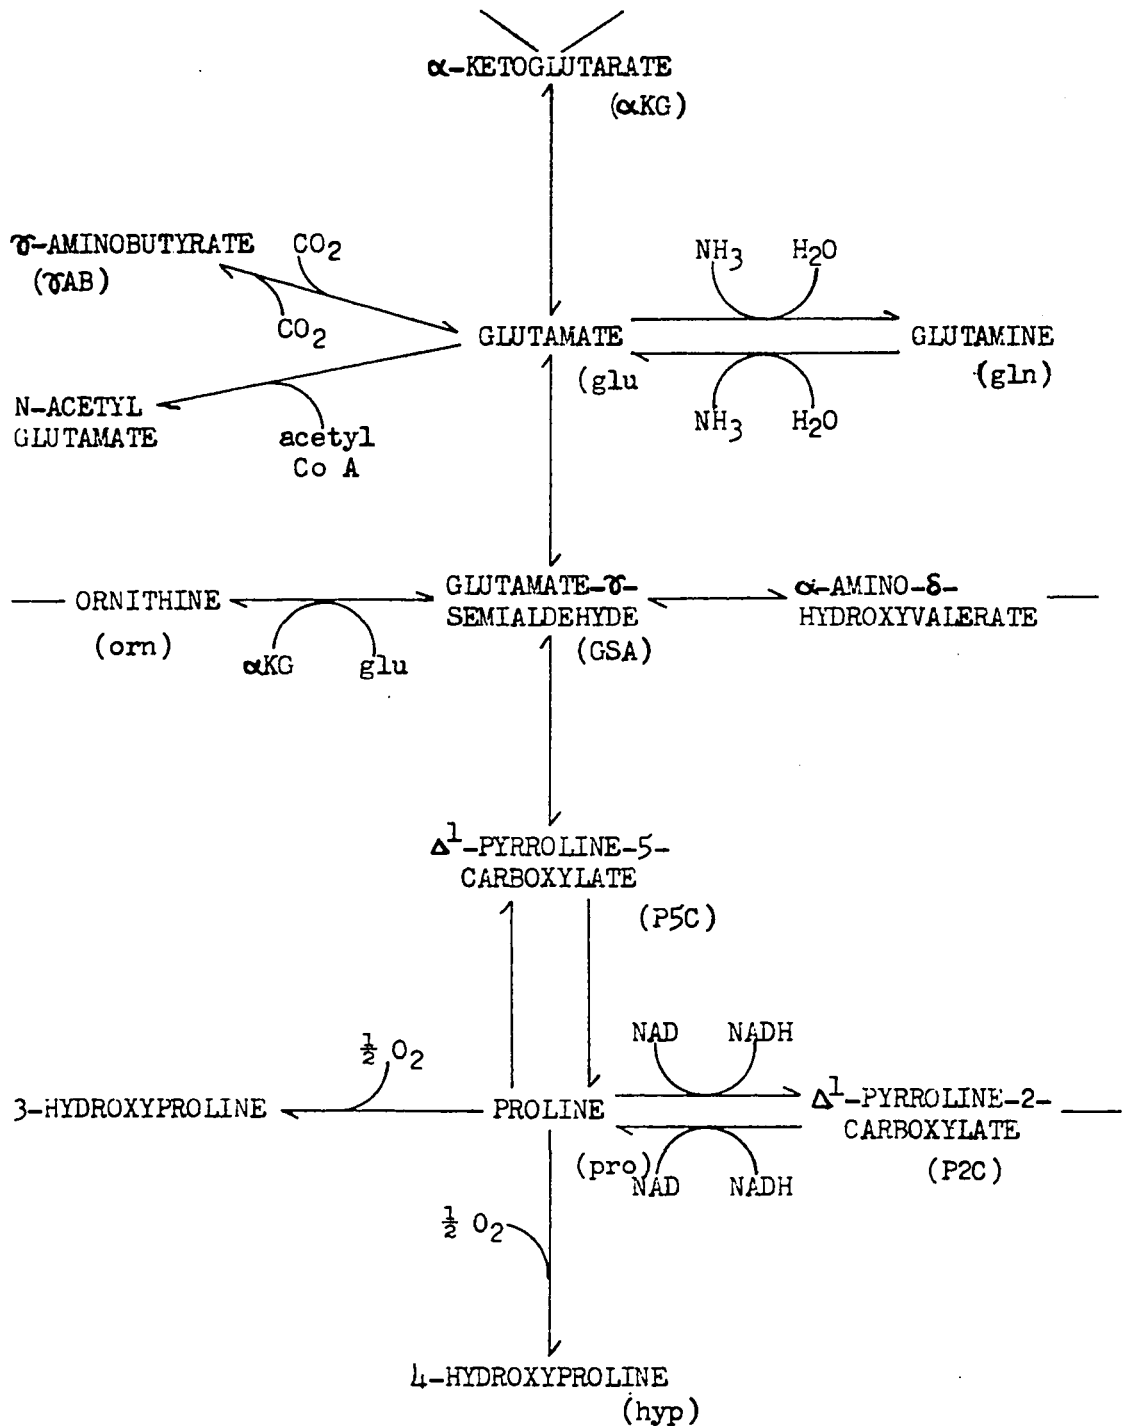 α-KETOGLUTARATE
(αKG)
γ-AMINOBUTYRATE
(γAB)
CO2
CO2
NH3
H2O
GLUTAMATE
(glu
GLUTAMINE
(gln)
NH3
H2O
N-ACETYL
GLUTAMATE
acetyl
Co A
ORNITHINE
(orn)
αKG
glu
GLUTAMATE-γ-
SEMIALDEHYDE
(GSA)
α-AMINO-δ-
HYDROXYVALERATE
Δ1-PYRROLINE-5-
CARBOXYLATE
(P5C)
½ O2
NAD
NADH
3-HYDROXYPROLINE
PROLINE
(pro)
Δ1-PYRROLINE-2-
CARBOXYLATE
(P2C)
NAD
NADH
½ O2
4-HYDROXYPROLINE
(hyp)